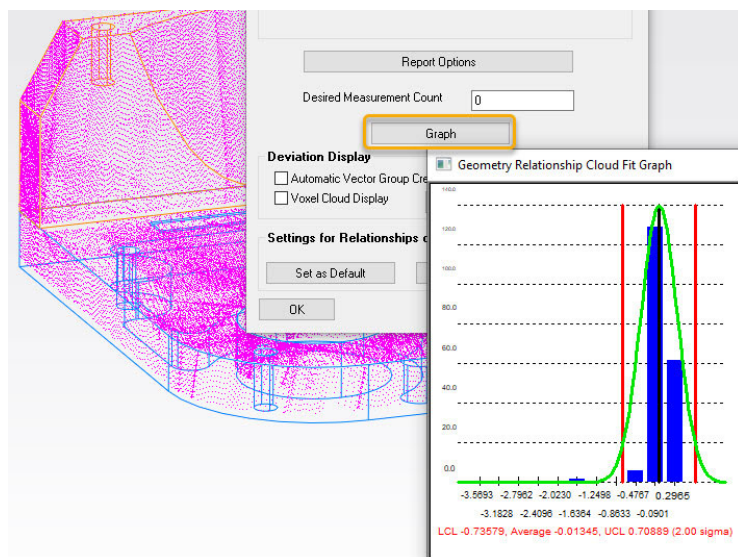 Report Options
Desired Measurement Count 0
Graph
Deviation Display
Automatic Vector Group Cre
Voxel Cloud Display
Settings for Relationships o
Set as Default
OK
Geometry Relationship Cloud Fit Graph
140.0
120.0
100.0
80.0
60.0
40.0
20.0
0.0
-3.5693 -2.7962 -2.0230 -1.2498 -0.4767 0.2965
-3.1828 -2.4096 -1.6364 -0.8633 -0.0901
LCL -0.73579, Average -0.01345, UCL 0.70889 (2.00 sigma)